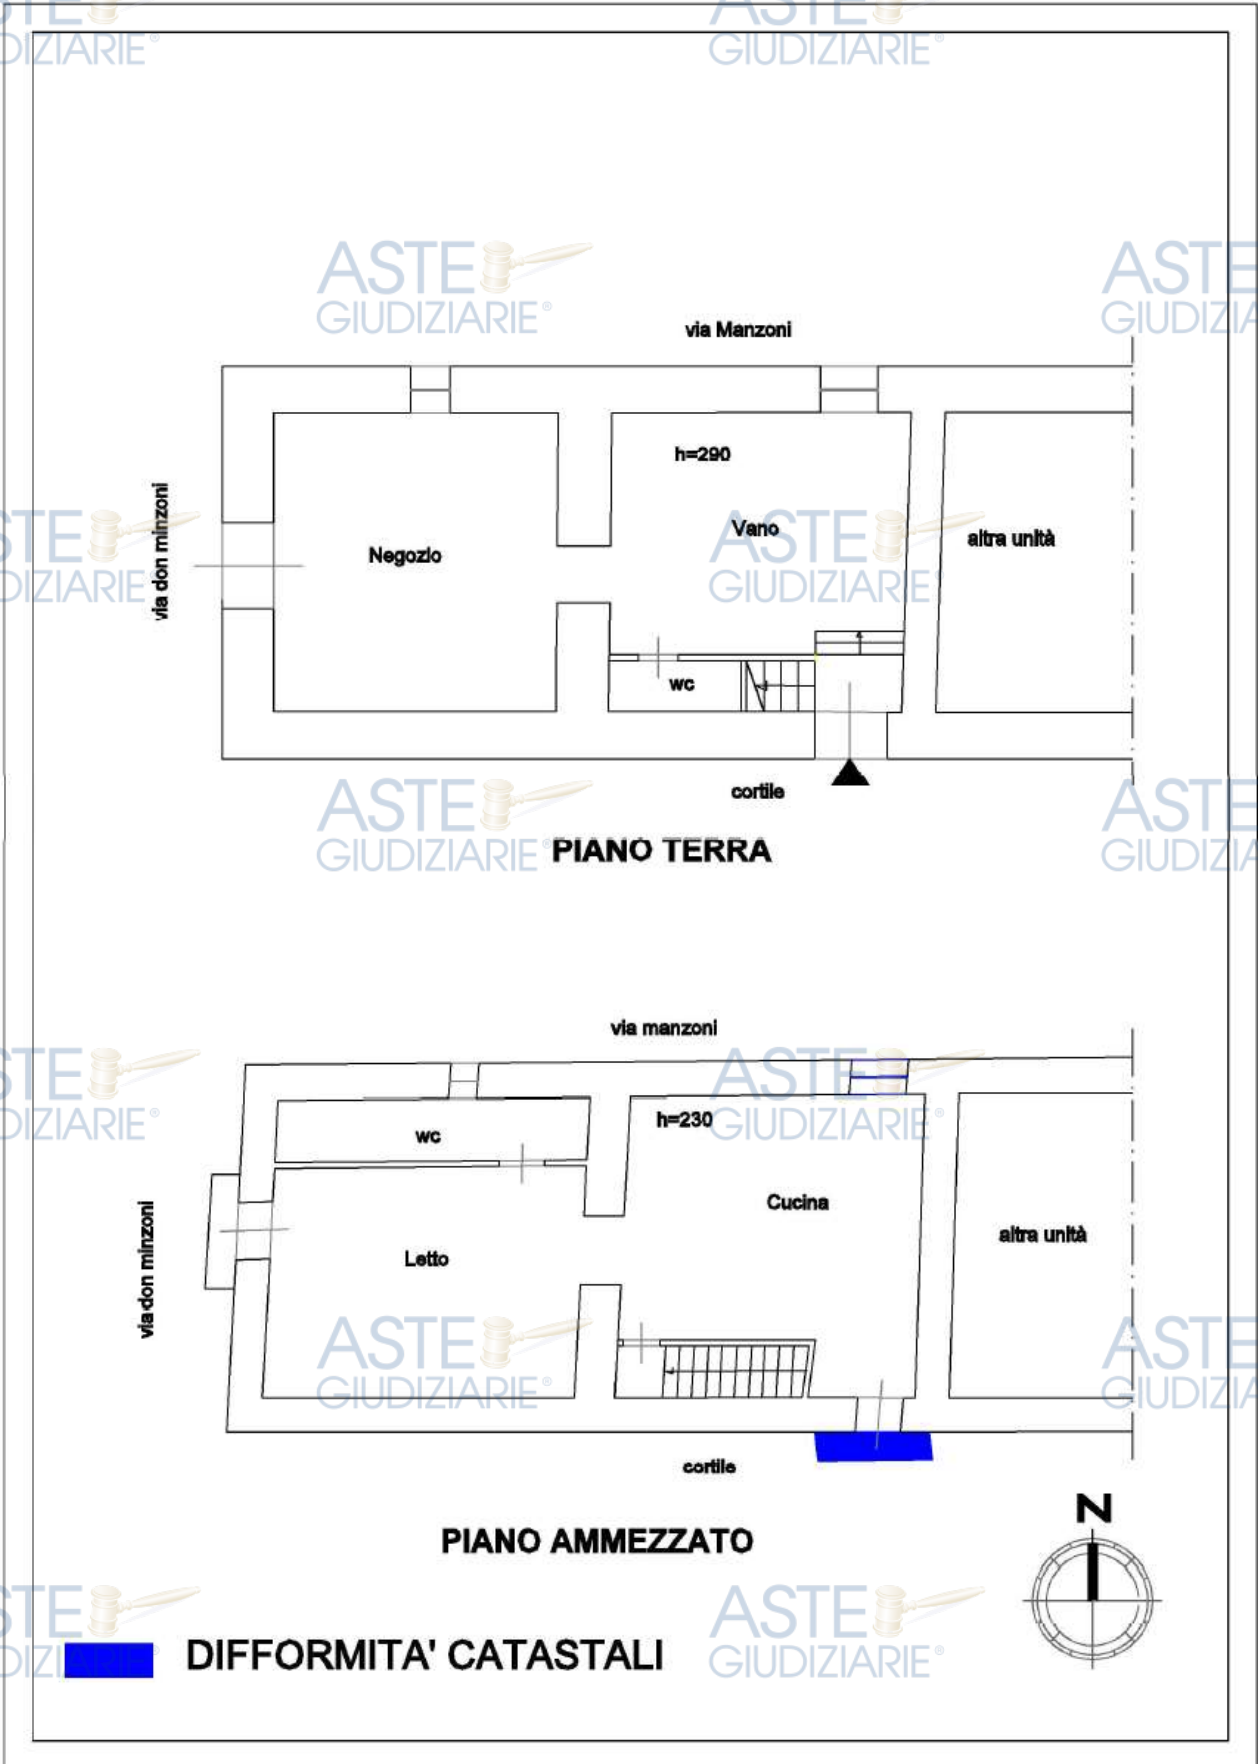 ASTE
GIUDIZIARIE®
via Manzoni
h=290
via don minzoni
Vano
altra unità
Negozio
wc
cortile
PIANO TERRA
via manzoni
h=230
wc
Cucina
via don minzoni
altra unità
Letto
cortile
PIANO AMMEZZATO
N
DIFFORMITA' CATASTALI